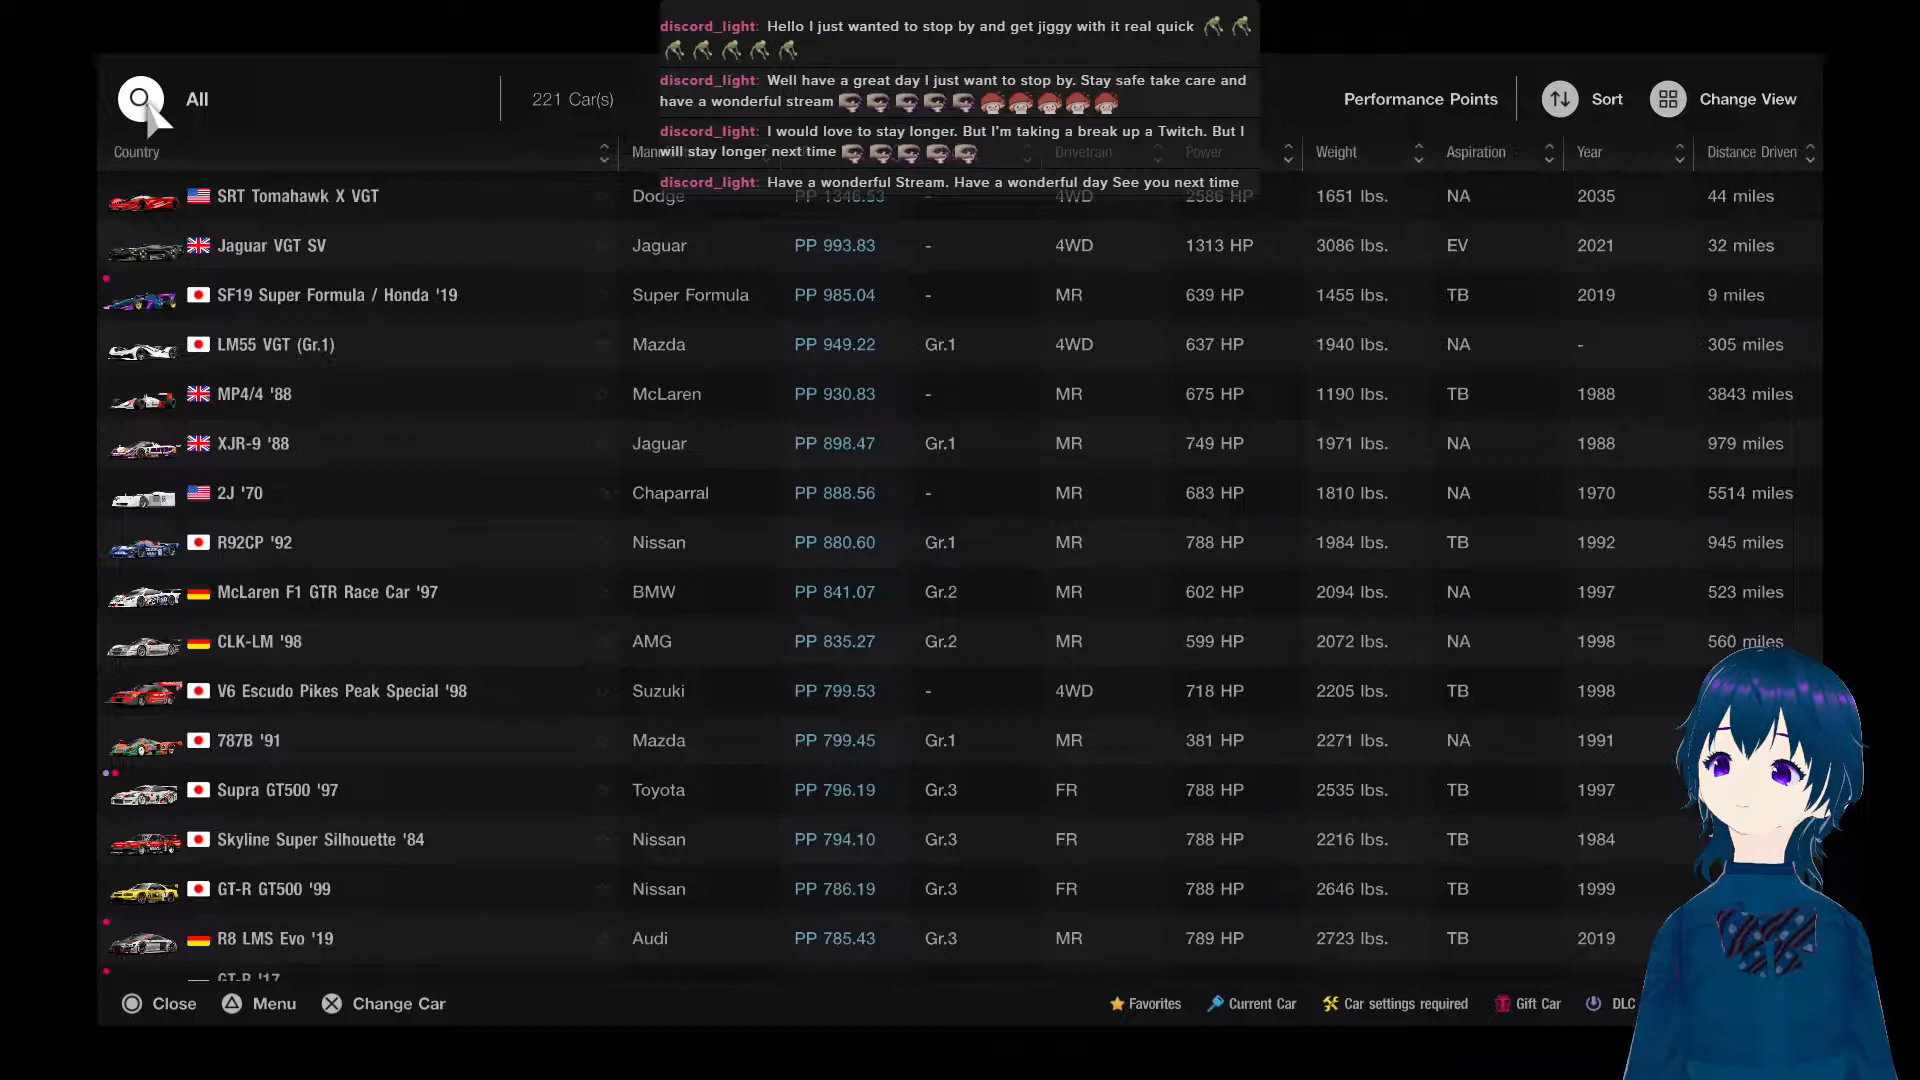 discord_light: Hello I just wanted to stop by and get jiggy with it real quick
discord_light: Well have a great day I just want to stop by. Stay safe take care and
have a wonderful stream
discord_light: I would love to stay longer. But I'm taking a break up a Twitch. But I
will stay longer next time
discord_light: Have a wonderful Stream. Have a wonderful day See you next time
All 221 Car(s) Performance Points Sort Change View
Country Drivetrain Power Weight Aspiration Year Distance Driven
SRT Tomahawk X VGT Dodge PP 1346.53 - 4WD 2586 HP 1651 lbs. NA 2035 44 miles
Jaguar VGT SV Jaguar PP 993.83 - 4WD 1313 HP 3086 lbs. EV 2021 32 miles
SF19 Super Formula / Honda '19 Super Formula PP 985.04 - MR 639 HP 1455 lbs. TB 2019 9 miles
LM55 VGT (Gr.1) Mazda PP 949.22 Gr.1 4WD 637 HP 1940 lbs. NA - 305 miles
MP4/4 '88 McLaren PP 930.83 - MR 675 HP 1190 lbs. TB 1988 3843 miles
XJR-9 '88 Jaguar PP 898.47 Gr.1 MR 749 HP 1971 lbs. NA 1988 979 miles
2J '70 Chaparral PP 888.56 - MR 683 HP 1810 lbs. NA 1970 5514 miles
R92CP '92 Nissan PP 880.60 Gr.1 MR 788 HP 1984 lbs. TB 1992 945 miles
McLaren F1 GTR Race Car '97 BMW PP 841.07 Gr.2 MR 602 HP 2094 lbs. NA 1997 523 miles
CLK-LM '98 AMG PP 835.27 Gr.2 MR 599 HP 2072 lbs. NA 1998 560 miles
V6 Escudo Pikes Peak Special '98 Suzuki PP 799.53 - 4WD 718 HP 2205 lbs. TB 1998
787B '91 Mazda PP 799.45 Gr.1 MR 381 HP 2271 lbs. NA 1991
Supra GT500 '97 Toyota PP 796.19 Gr.3 FR 788 HP 2535 lbs. TB 1997
Skyline Super Silhouette '84 Nissan PP 794.10 Gr.3 FR 788 HP 2216 lbs. TB 1984
GT-R GT500 '99 Nissan PP 786.19 Gr.3 FR 788 HP 2646 lbs. TB 1999
R8 LMS Evo '19 Audi PP 785.43 Gr.3 MR 789 HP 2723 lbs. TB 2019
GT-R '17
Close Menu Change Car Favorites Current Car Car settings required Gift Car DLC